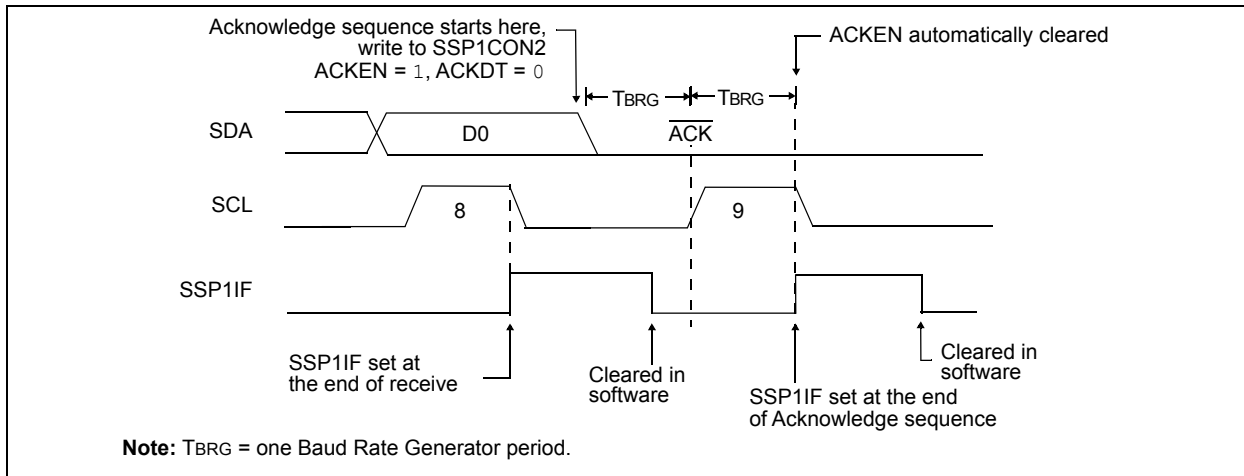 Acknowledge sequence starts here,
write to SSP1CON2
ACKEN = 1, ACKDT = 0
ACKEN automatically cleared
TBRG
TBRG
SDA
D0
ACK
SCL
8
9
SSP1IF
SSP1IF set at
the end of receive
Cleared in
software
SSP1IF set at the end
of Acknowledge sequence
Cleared in
software
Note: TBRG = one Baud Rate Generator period.